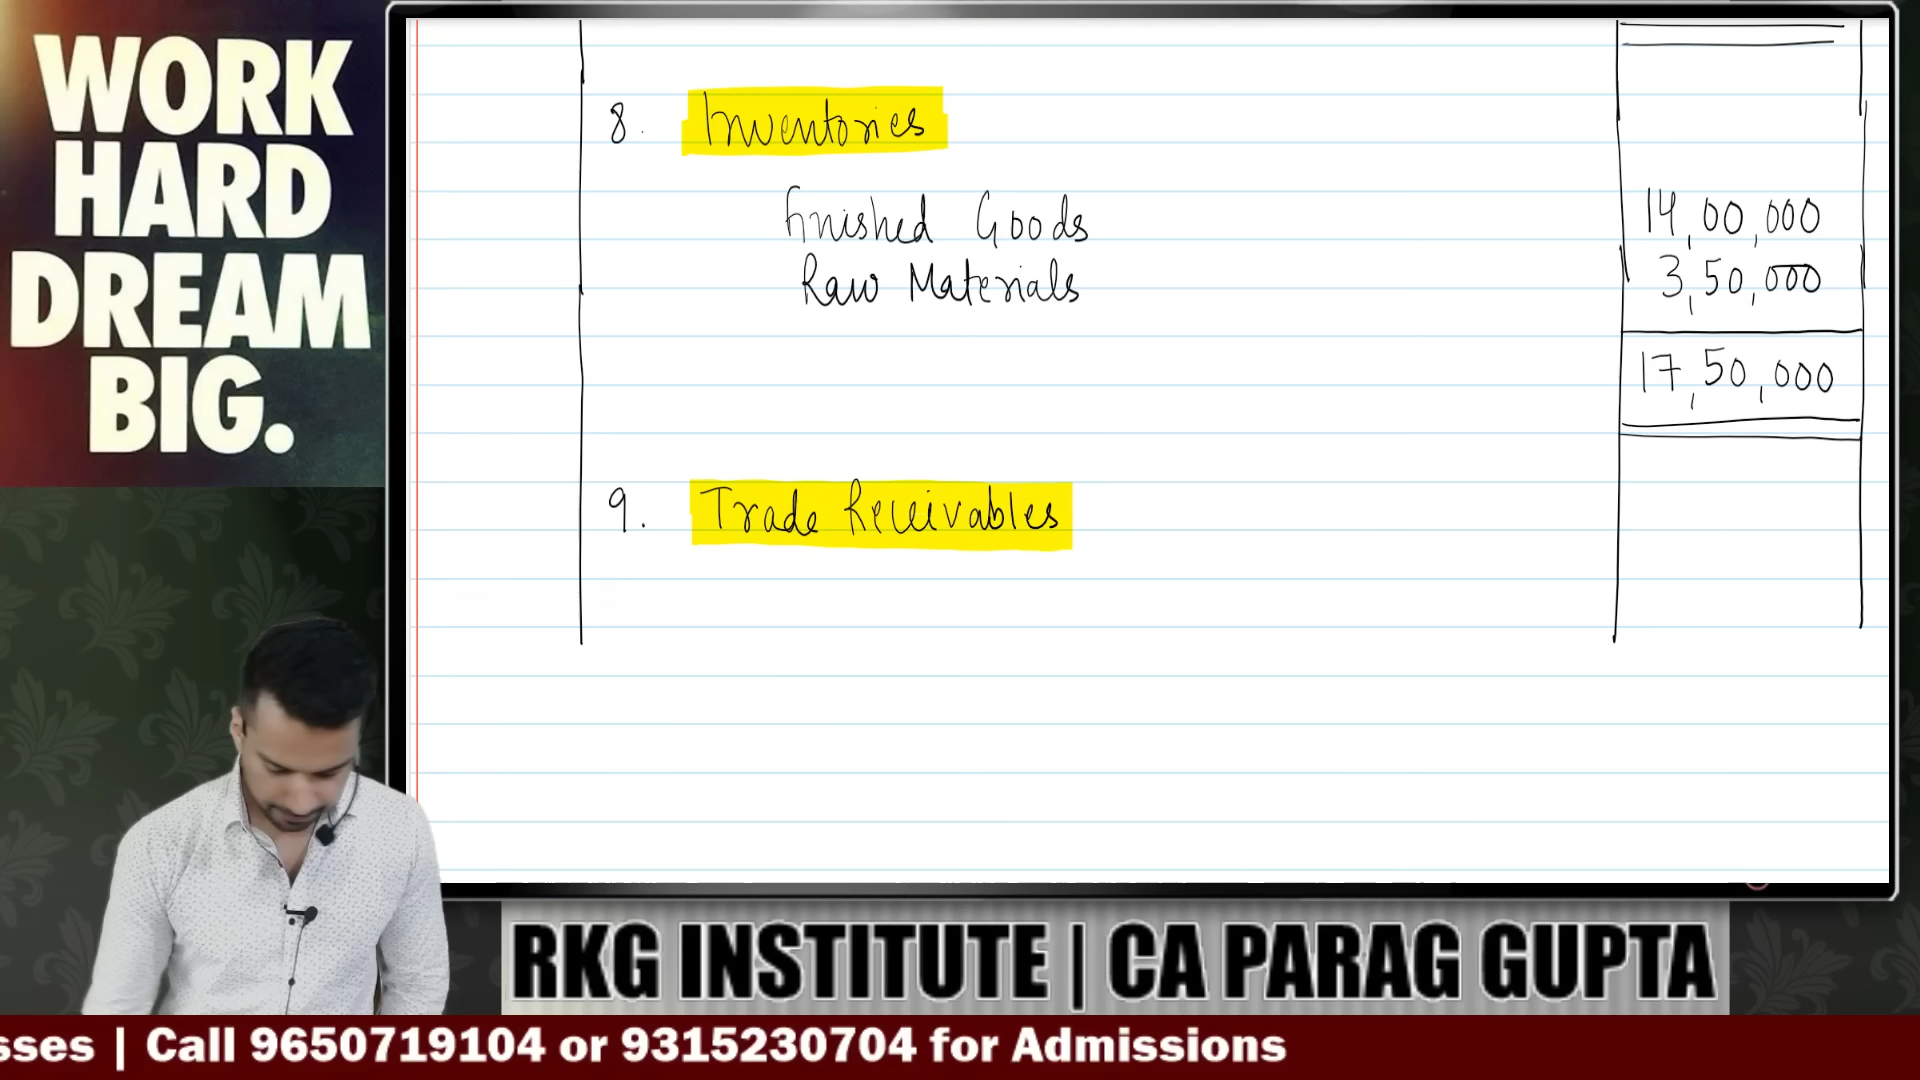 WORK
HARD
DREAM
BIG.
8. Inventories
Finished Goods 14,00,000
Raw Materials 3,50,000
17,50,000
9. Trade Receivables
RKG INSTITUTE | CA PARAG GUPTA
sses | Call 9650719104 or 9315230704 for Admissions